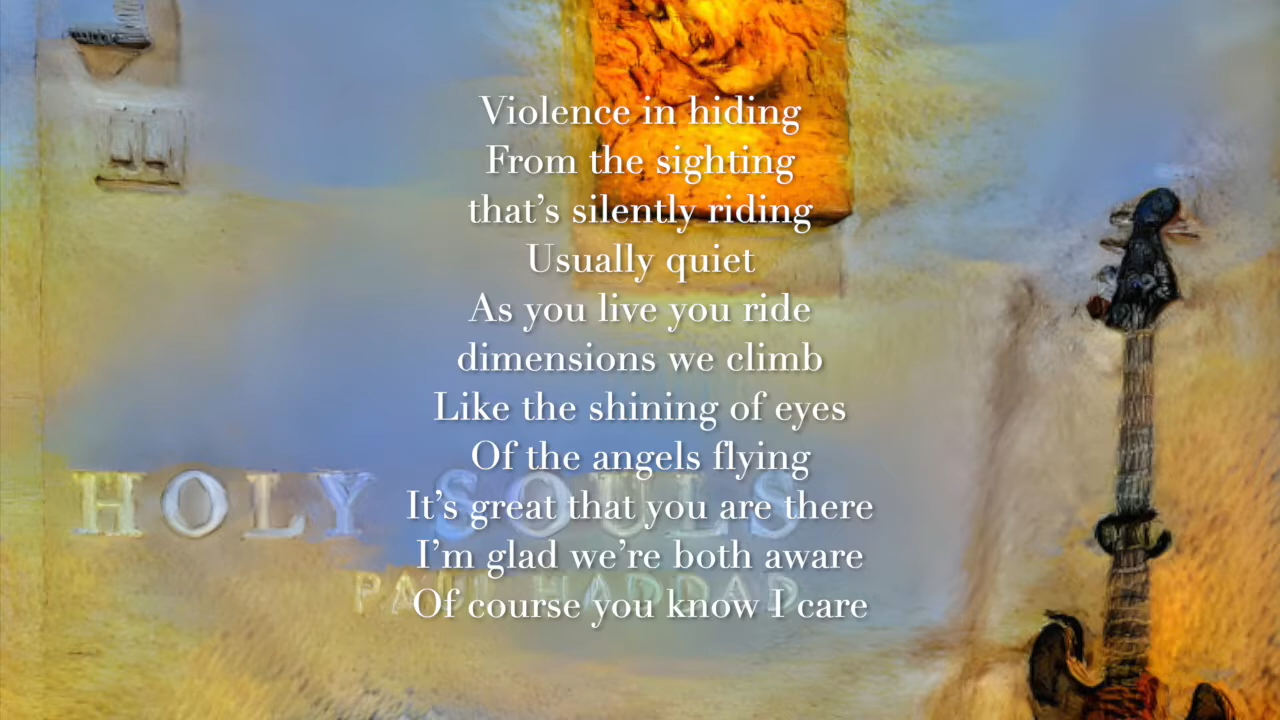 Violence in hiding
From the sighting
that’s silently riding
Usually quiet
As you live you ride
dimensions we climb
Like the shining of eyes
Of the angels flying
It’s great that you are there
I’m glad we’re both aware
Of course you know I care
HOLY SOULS
PAUL HADDAD